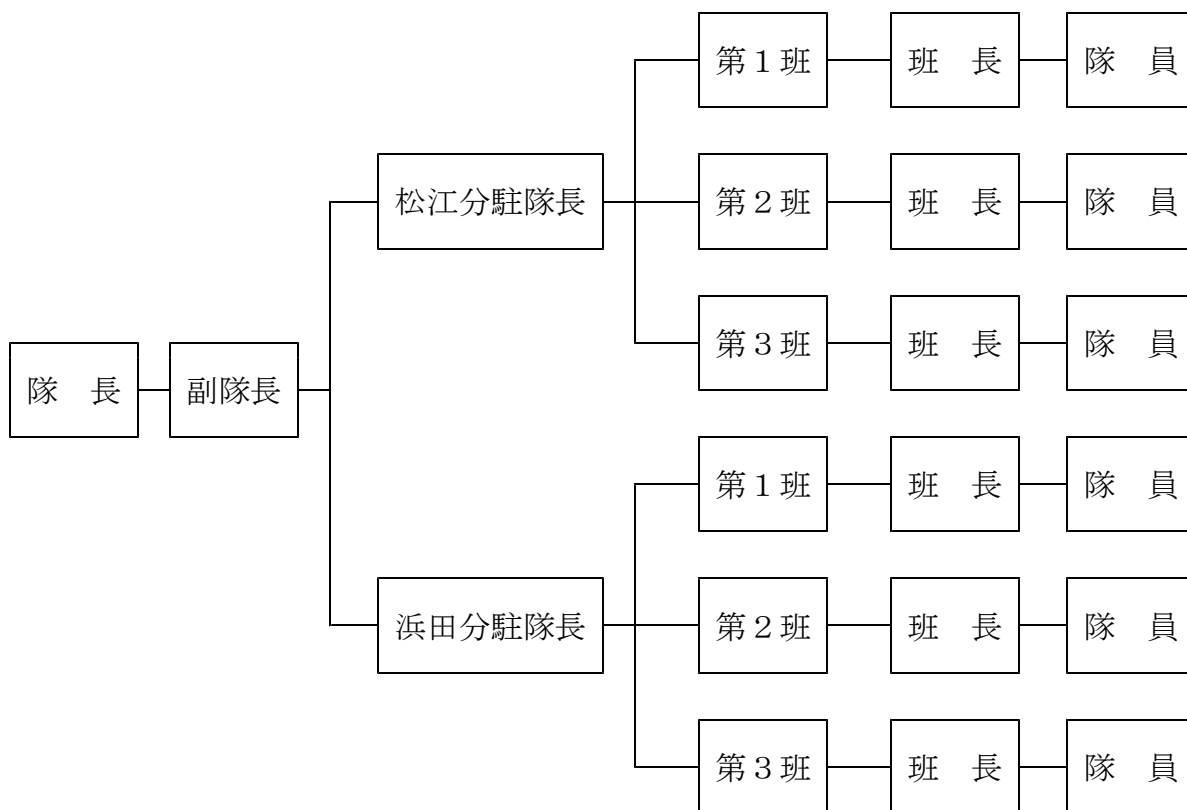 第１班 班　長 隊　員
松江分駐隊長 第２班 班　長 隊　員
第３班 班　長 隊　員
隊　長 副隊長
第１班 班　長 隊　員
浜田分駐隊長 第２班 班　長 隊　員
第３班 班　長 隊　員